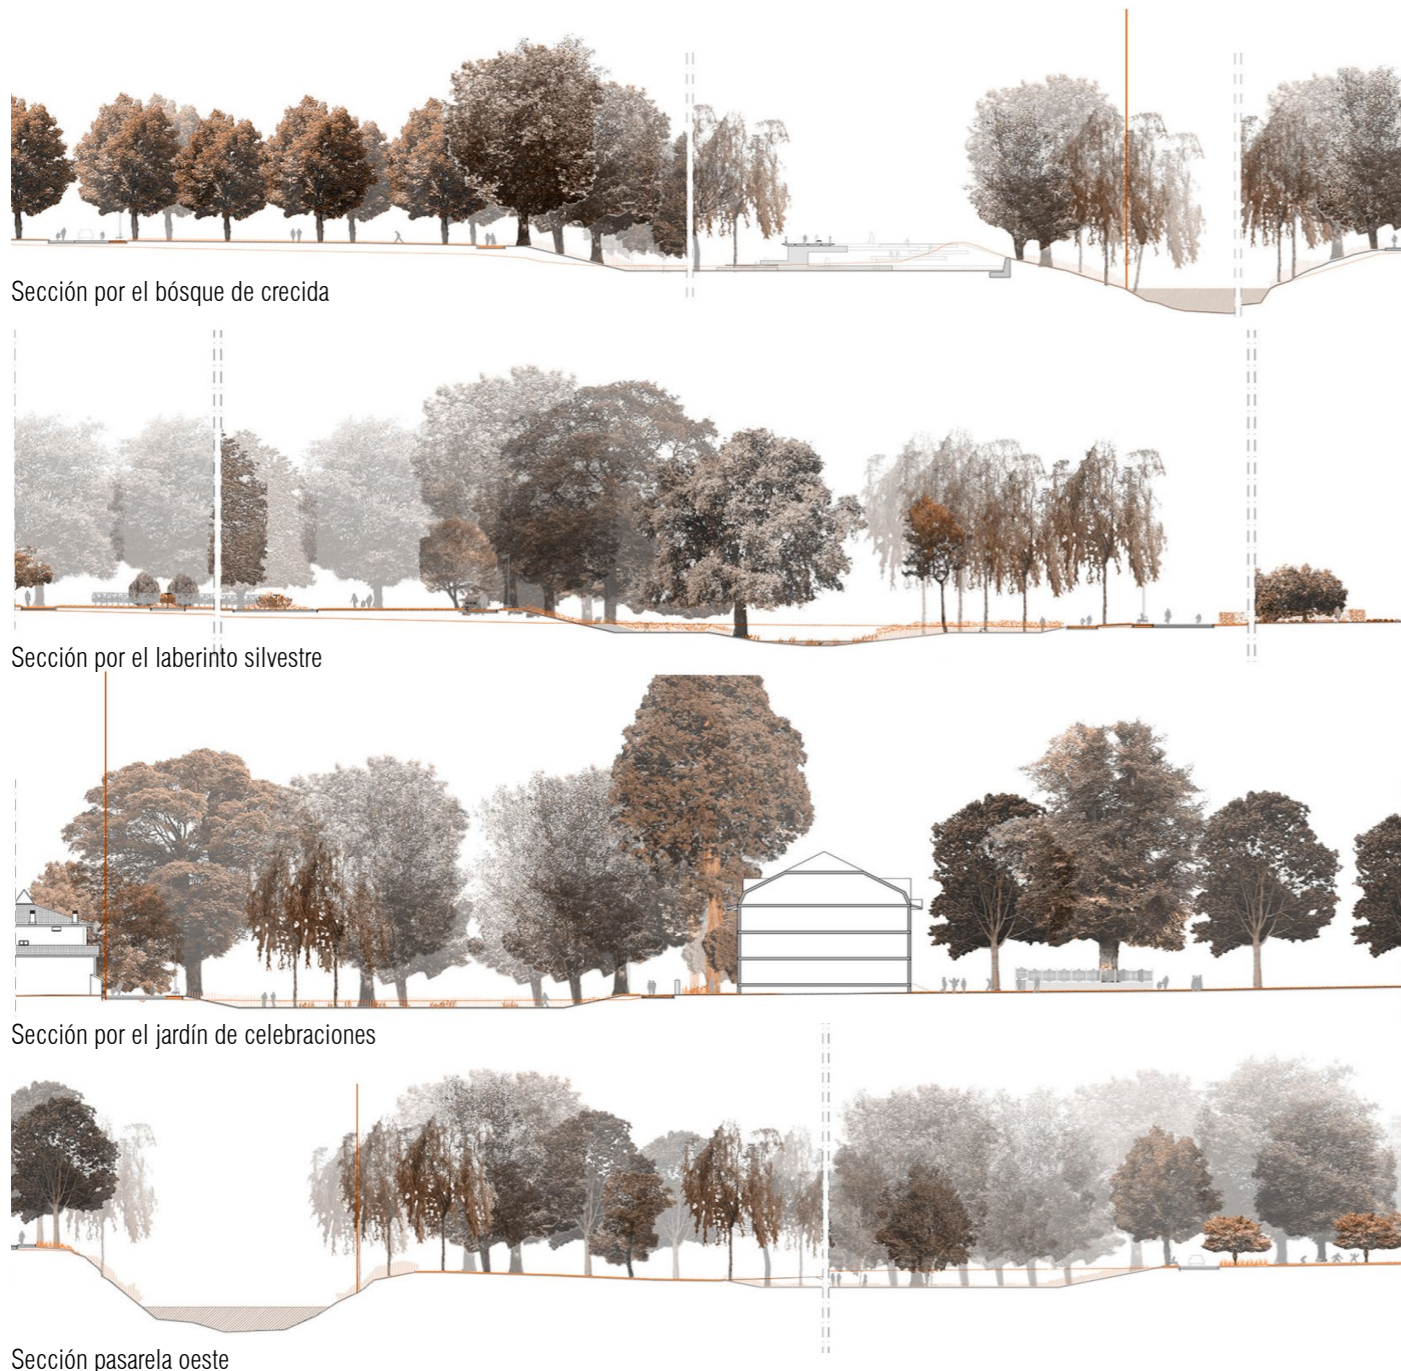 Sección por el bósque de crecida
Sección por el laberinto silvestre
Sección por el jardín de celebraciones
Sección pasarela oeste